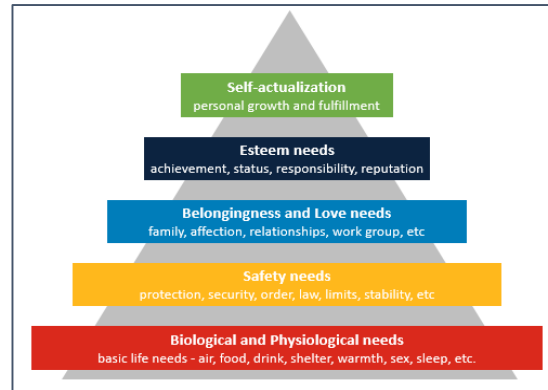 Self-actualization
personal growth and fulfillment
Esteem needs
achievement, status, responsibility, reputation
Belongingness and Love needs
family, affection, relationships, work group, etc
Safety needs
protection, security, order, law, limits, stability, etc
Biological and Physiological needs
basic life needs - air, food, drink, shelter, warmth, sex, sleep, etc.